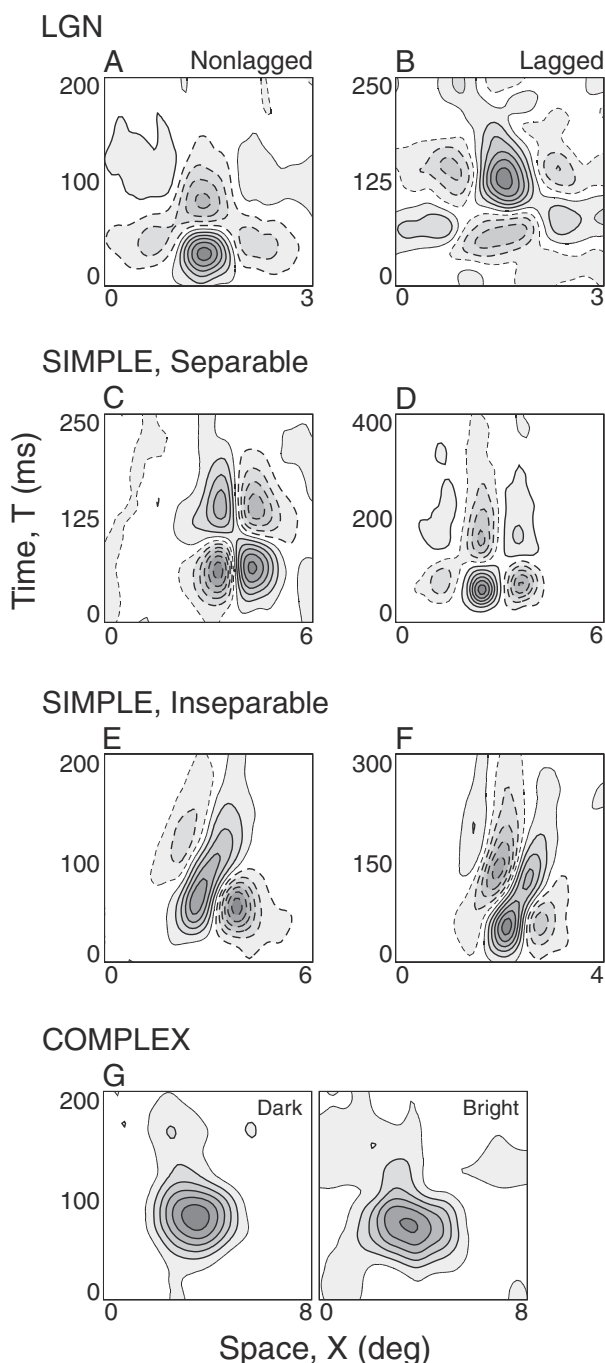 LGN
A Nonlagged
B Lagged
200
100
0
0 3
250
125
0
0 3
SIMPLE, Separable
C
D
250
125
0
0 6
400
200
0
0 6
SIMPLE, Inseparable
E
F
200
100
0
0 6
300
150
0
0 4
COMPLEX
G
Dark
Bright
200
100
0
0 8
0 8
Time, T (ms)
Space, X (deg)